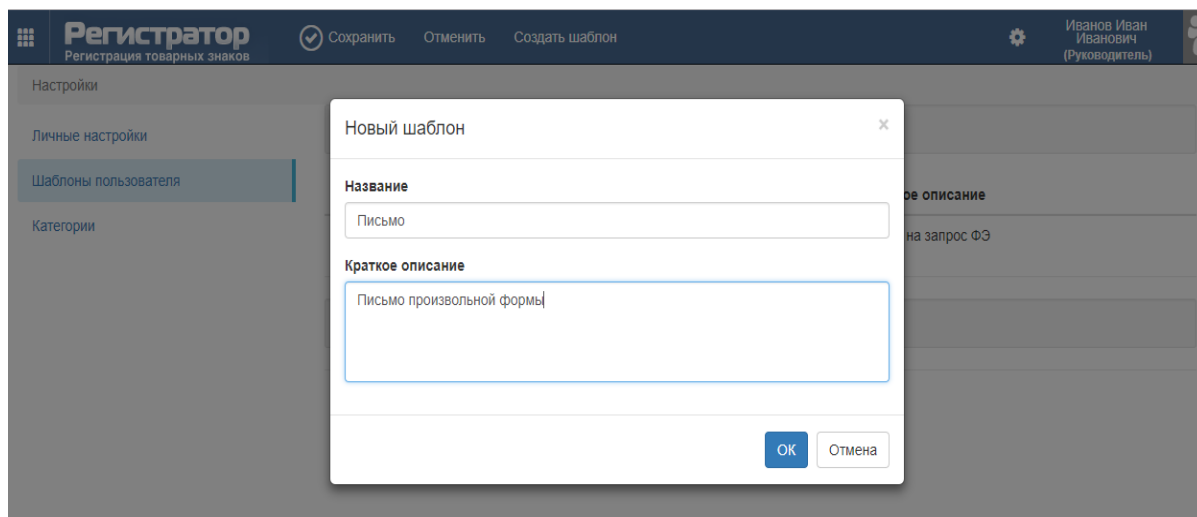 Регистратор
Регистрация товарных знаков
Сохранить Отменить Создать шаблон
Иванов Иван
Иванович
(Руководитель)
Настройки
Личные настройки
Шаблоны пользователя
Категории
Новый шаблон ×
Название
Письмо
Краткое описание
Письмо произвольной формы
ОК Отмена
ое описание
на запрос ФЭ